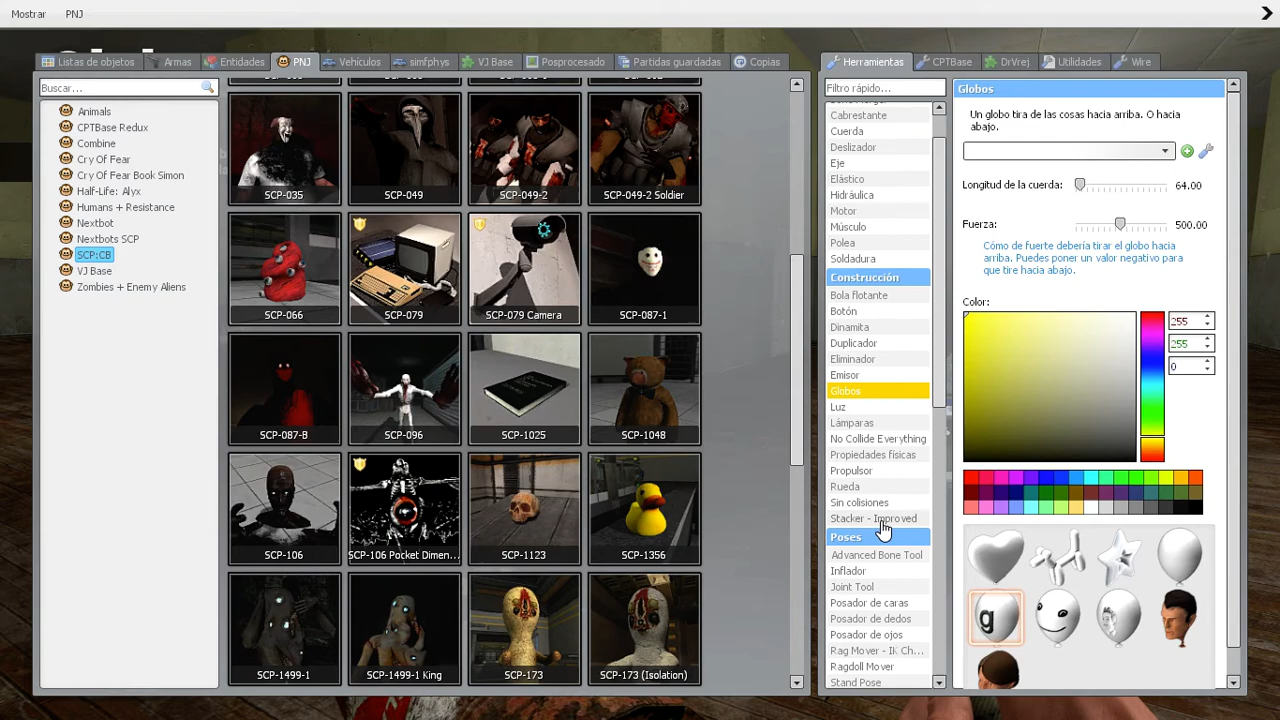 Mostrar PNJ
Listas de objetos Armas Entidades PNJ Vehículos simfphys VJ Base Posprocesado Partidas guardadas Copias
Buscar...
Animals
CPTBase Redux
Combine
Cry Of Fear
Cry Of Fear Book Simon
Half-Life: Alyx
Humans + Resistance
Nextbot
Nextbots SCP
SCP:CB
VJ Base
Zombies + Enemy Aliens
SCP-035 SCP-049 SCP-049-2 SCP-049-2 Soldier
SCP-066 SCP-079 SCP-079 Camera SCP-087-1
SCP-087-B SCP-096 SCP-1025 SCP-1048
SCP-106 SCP-106 Pocket Dimen... SCP-1123 SCP-1356
SCP-1499-1 SCP-1499-1 King SCP-173 SCP-173 (Isolation)
Herramientas CPTBase DrVrej Utilidades Wire
Filtro rápido...
Cabrestante
Cuerda
Deslizador
Eje
Elástico
Hidráulica
Motor
Músculo
Polea
Soldadura
Construcción
Bola flotante
Botón
Dinamita
Duplicador
Eliminador
Emisor
Globos
Luz
Lámparas
No Collide Everything
Propiedades físicas
Propulsor
Rueda
Sin colisiones
Stacker - Improved
Poses
Advanced Bone Tool
Inflador
Joint Tool
Posador de caras
Posador de dedos
Posador de ojos
Rag Mover - IK Ch...
Ragdoll Mover
Stand Pose
Globos
Un globo tira de las cosas hacia arriba. O hacia
abajo.
Longitud de la cuerda: 64.00
Fuerza: 500.00
Cómo de fuerte debería tirar el globo hacia
arriba. Puedes poner un valor negativo para
que tire hacia abajo.
Color:
255
255
0
g